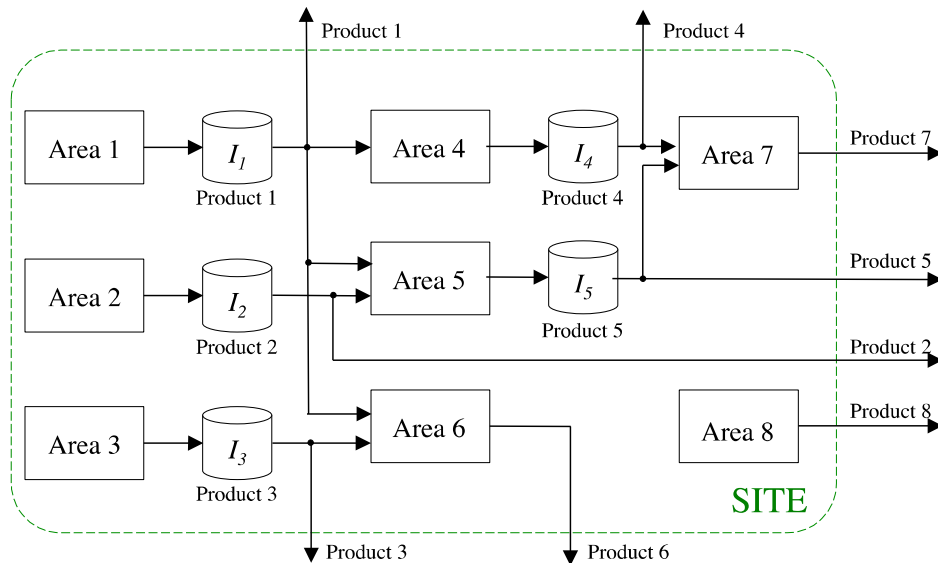 Product 1
Product 4
Area 1
I1
Area 4
I4
Area 7
Product 7
Product 1
Product 4
Area 2
I2
Area 5
I5
Product 5
Product 2
Product 5
Product 2
Area 3
I3
Area 6
Area 8
Product 8
Product 3
SITE
Product 3
Product 6